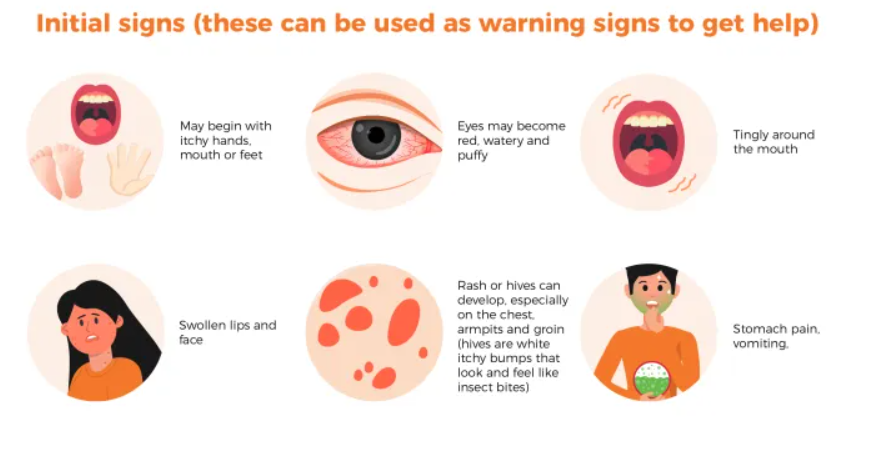 Initial signs (these can be used as warning signs to get help)
May begin with
itchy hands,
mouth or feet
Eyes may become
red, watery and
puffy
Tingly around
the mouth
Swollen lips and
face
Rash or hives can
develop, especially
on the chest,
armpits and groin
(hives are white
itchy bumps that
look and feel like
insect bites)
Stomach pain,
vomiting,